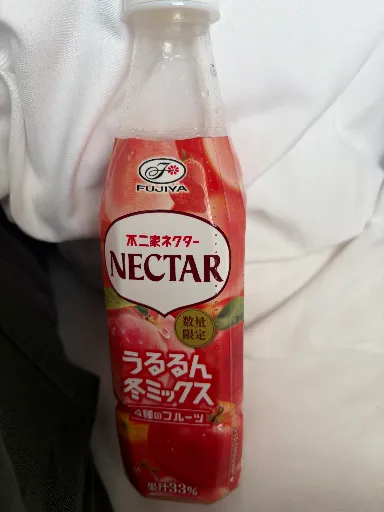 F
FUJIYA
不二家ネクター
NECTAR
数量
限定
うるるん
冬ミックス
4種のフルーツ
果汁33%